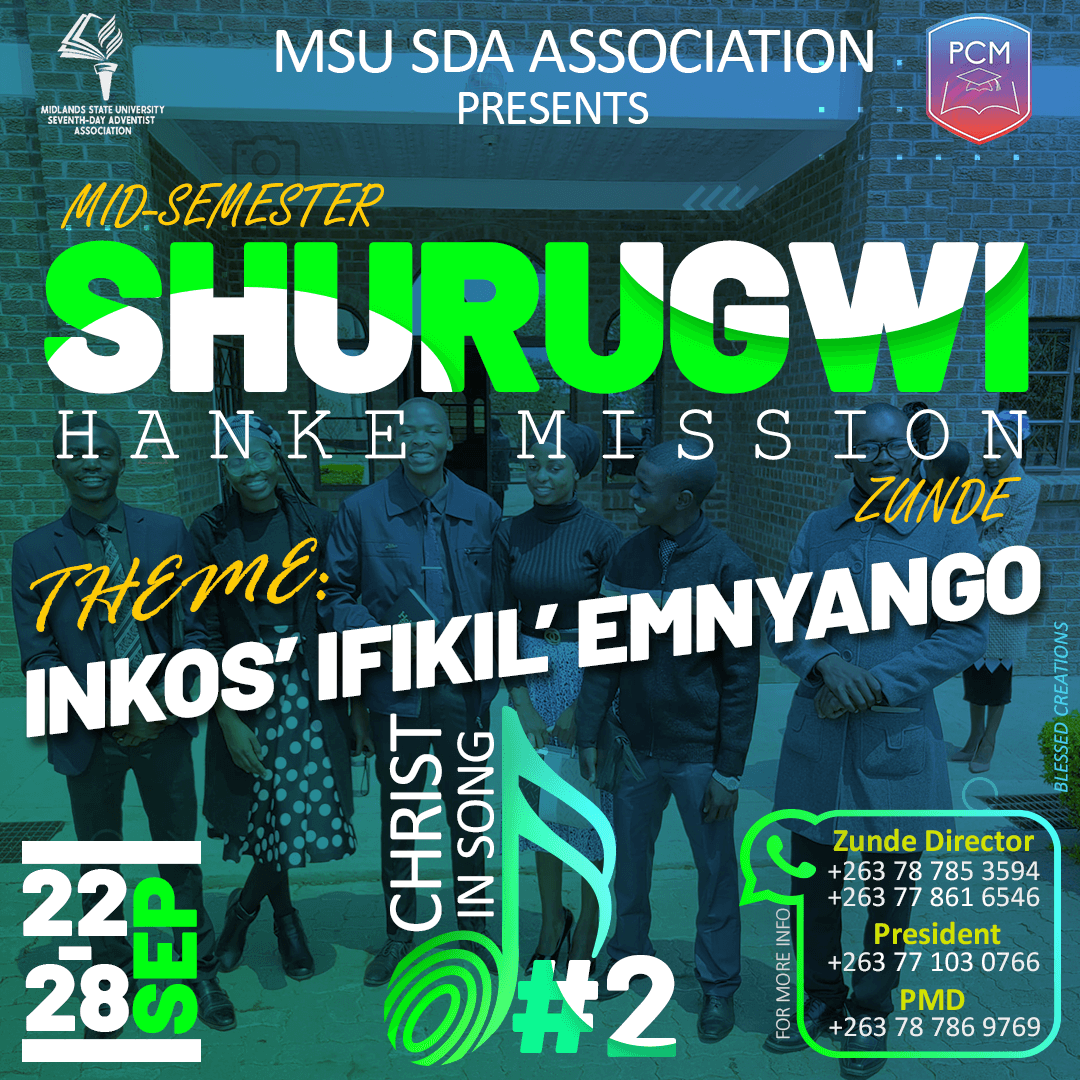 MIDLANDS STATE UNIVERSITY
SEVENTH-DAY ADVENTIST
ASSOCIATION
MSU SDA ASSOCIATION
PRESENTS
PCM
MID-SEMESTER
SHURUGWI
HANKE MISSION
ZUNDE
THEME:
INKOS' IFIKIL' EMNYANGO
CHRIST
IN SONG
#2
22
-
28
SEP
BLESSED CREATIONS
FOR MORE INFO
Zunde Director
+263 78 785 3594
+263 77 861 6546
President
+263 77 103 0766
PMD
+263 78 786 9769